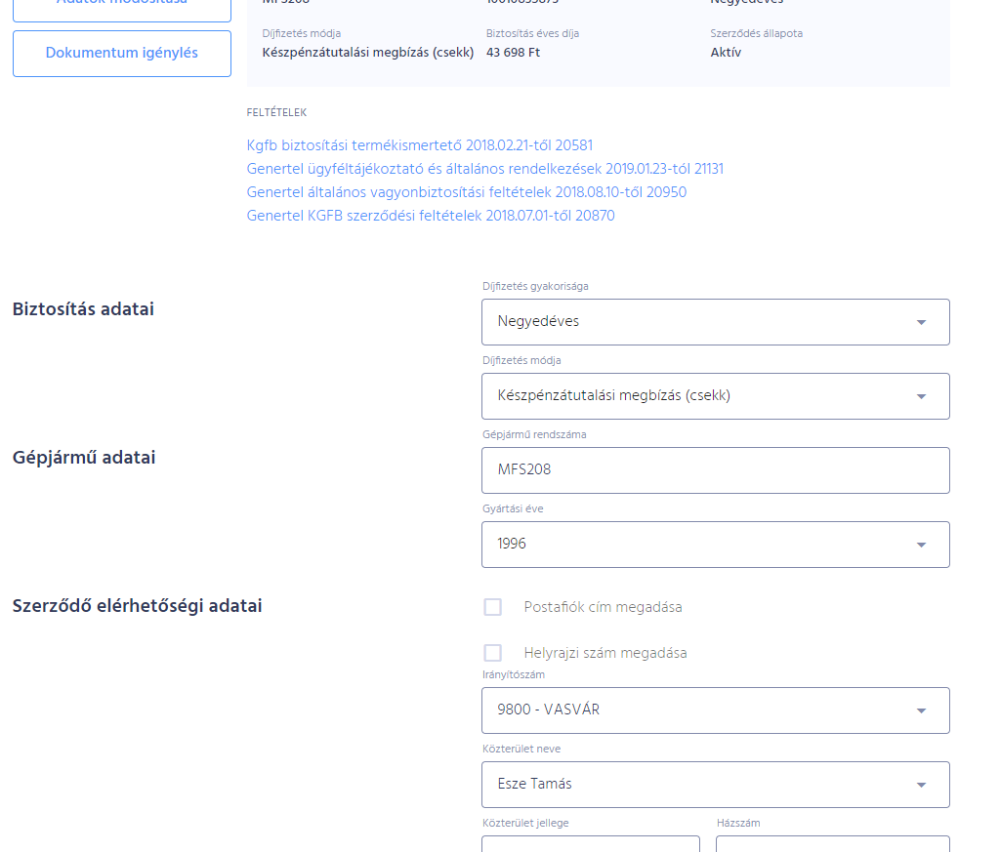 Adatok módosítása
Dokumentum igénylés
MFS208
Negyedéves
Díjfizetés módja
Biztosítás éves díja
Szerződés állapota
Készpénzátutalási megbízás (csekk)
43 698 Ft
Aktív
FELTÉTELEK
Kgfb biztosítási termékismertető 2018.02.21-től 20581
Genertel ügyféltájékoztató és általános rendelkezések 2019.01.23-tól 21131
Genertel általános vagyonbiztosítási feltételek 2018.08.10-től 20950
Genertel KGFB szerződési feltételek 2018.07.01-től 20870
Biztosítás adatai
Díjfizetés gyakorisága
Negyedéves
Díjfizetés módja
Készpénzátutalási megbízás (csekk)
Gépjármű adatai
Gépjármű rendszáma
MFS208
Gyártási éve
1996
Szerződő elérhetőségi adatai
Postafiók cím megadása
Helyrajzi szám megadása
Irányítószám
9800 - VASVÁR
Közterület neve
Esze Tamás
Közterület jellege
Házszám